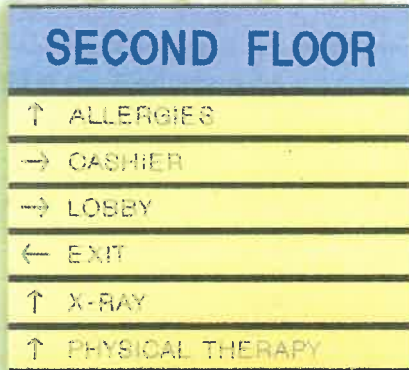 SECOND FLOOR
↑ ALLERGIES
→ CASHIER
→ LOBBY
← EXIT
↑ X-RAY
↑ PHYSICAL THERAPY